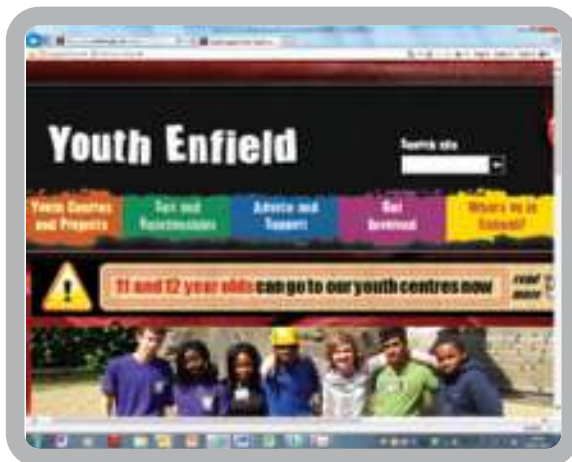 Youth Enfield
Search site
Youth Centres
and Projects
Fun and
Opportunities
Advice and
Support
Get
Involved
What's On in
Enfield?
11 and 12 year olds can go to our youth centres now
read
more